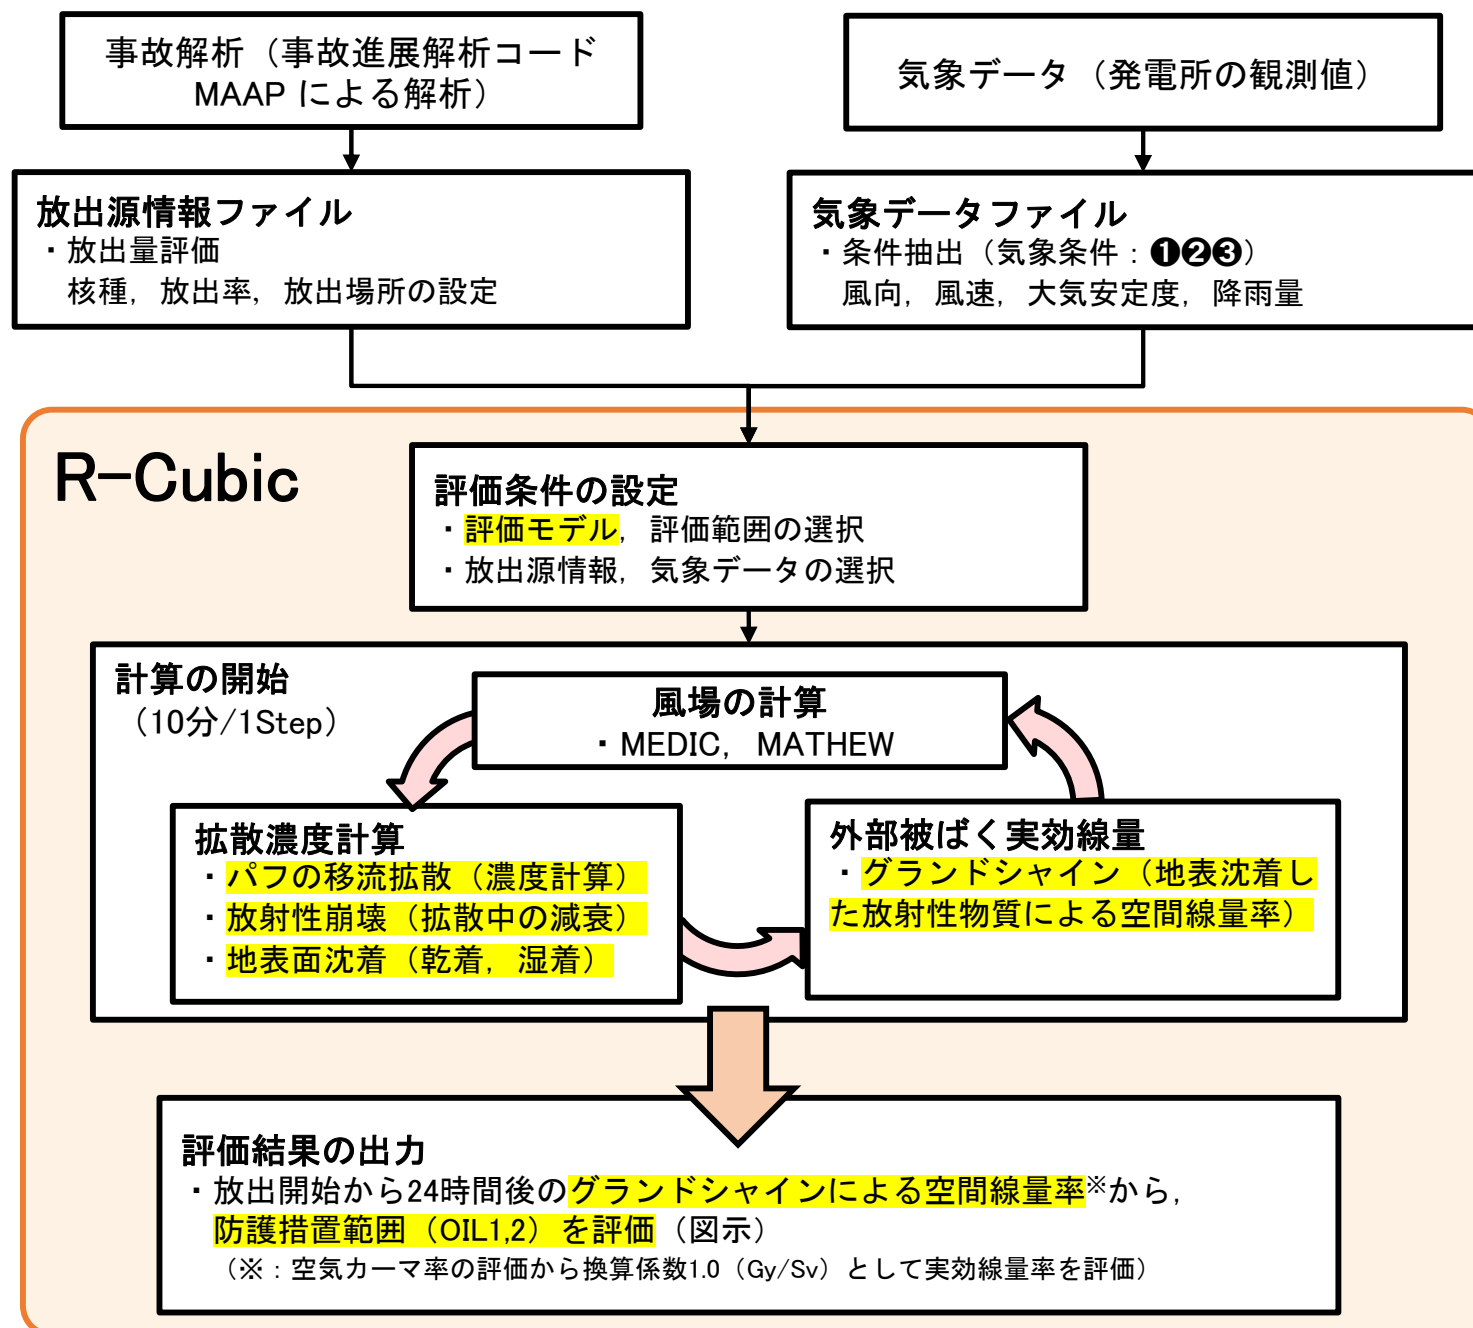 事故解析（事故進展解析コード
MAAP による解析）
気象データ（発電所の観測値）
放出源情報ファイル
・放出量評価
核種，放出率，放出場所の設定
気象データファイル
・条件抽出（気象条件：❶❷❸）
風向，風速，大気安定度，降雨量
R-Cubic
評価条件の設定
・評価モデル，評価範囲の選択
・放出源情報，気象データの選択
計算の開始
（10分/1Step）
風場の計算
・MEDIC，MATHEW
拡散濃度計算
・パフの移流拡散（濃度計算）
・放射性崩壊（拡散中の減衰）
・地表面沈着（乾着，湿着）
外部被ばく実効線量
・グランドシャイン（地表沈着し
た放射性物質による空間線量率）
評価結果の出力
・放出開始から24時間後のグランドシャインによる空間線量率※から，
防護措置範囲（OIL1,2）を評価（図示）
（※：空気カーマ率の評価から換算係数1.0（Gy/Sv）として実効線量率を評価）